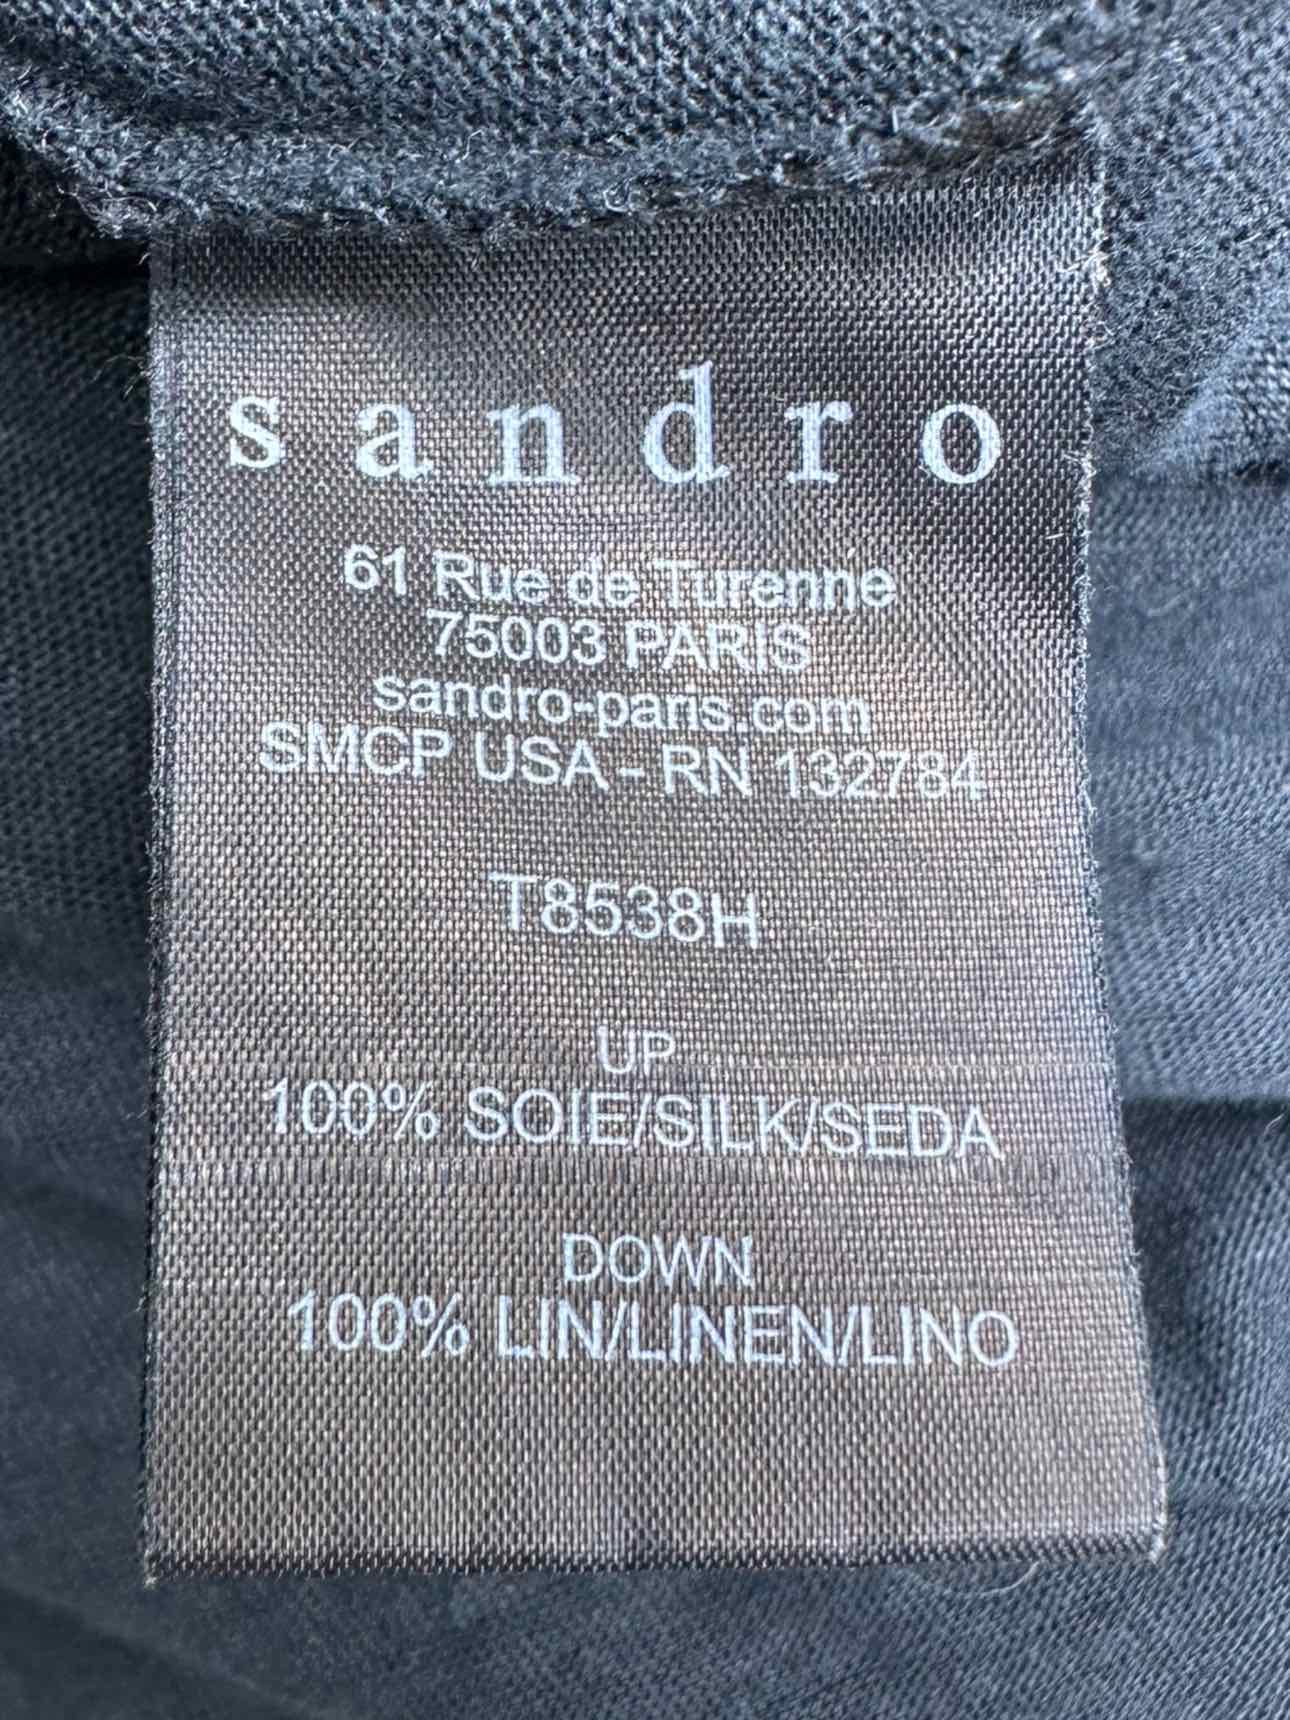 sandro
61 Rue de Turenne
75003 PARIS
sandro-paris.com
SMCP USA - RN 132784
T8538H
UP
100% SOIE/SILK/SEDA
DOWN
100% LIN/LINEN/LINO